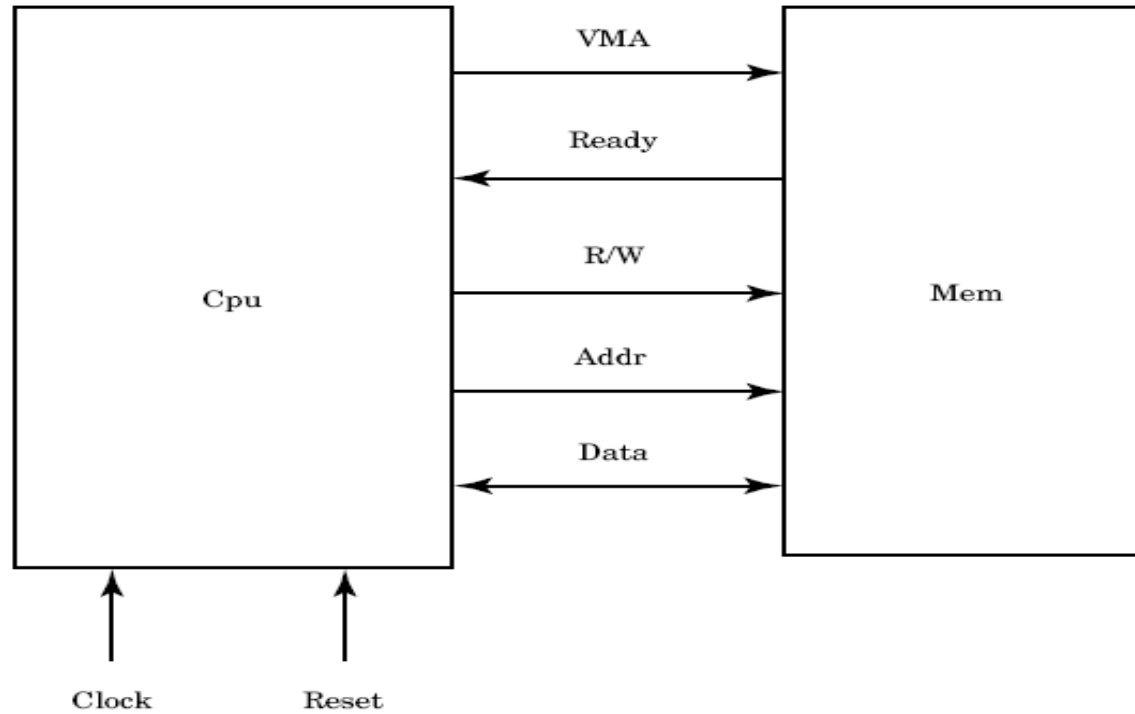 VMA
Ready
R/W
Cpu
Mem
Addr
Data
Clock
Reset